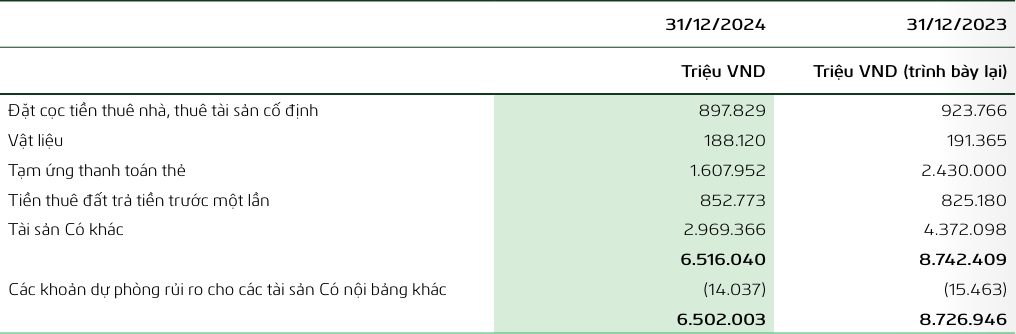 31/12/2024 31/12/2023
Triệu VND Triệu VND (trình bày lại)
Đặt cọc tiền thuê nhà, thuê tài sản cố định 897.829 923.766
Vật liệu 188.120 191.365
Tạm ứng thanh toán thẻ 1.607.952 2.430.000
Tiền thuê đất trả tiền trước một lần 852.773 825.180
Tài sản Có khác 2.969.366 4.372.098
6.516.040 8.742.409
Các khoản dự phòng rủi ro cho các tài sản Có nội bảng khác (14.037) (15.463)
6.502.003 8.726.946